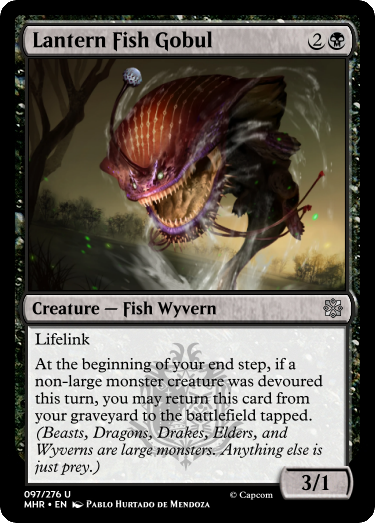 Lantern Fish Gobul 2
Creature — Fish Wyvern
Lifelink
At the beginning of your end step, if a
non-large monster creature was devoured
this turn, you may return this card from
your graveyard to the battlefield tapped.
(Beasts, Dragons, Drakes, Elders, and
Wyverns are large monsters. Anything else is
just prey.)
3/1
097/276 U
MHR • EN Pablo Hurtado de Mendoza
© Capcom